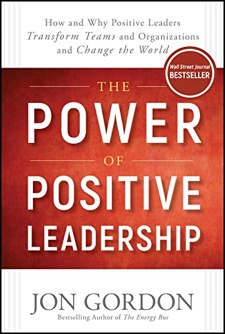 How and Why Positive Leaders
Transform Teams and Organizations
and Change the World
Wall Street Journal
BESTSELLER
THE
POWER
OF
POSITIVE
LEADERSHIP
JON GORDON
Bestselling Author of The Energy Bus